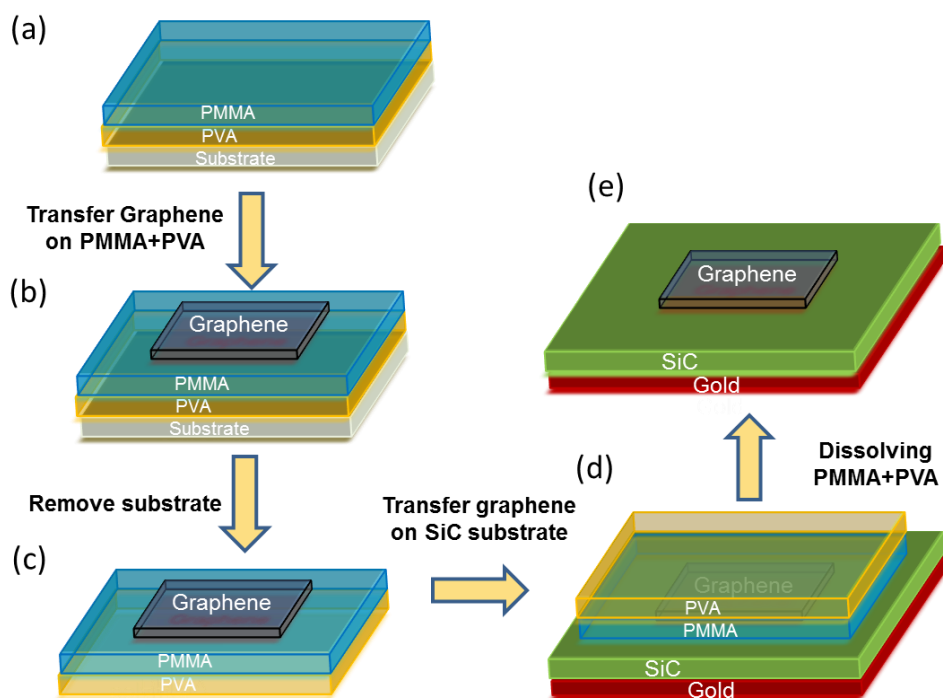 (a)
PMMA
PVA
Substrate
Transfer Graphene
on PMMA+PVA
(b)
Graphene
PMMA
PVA
Substrate
Remove substrate
(c)
Graphene
PMMA
PVA
Transfer graphene
on SiC substrate
(d)
Graphene
PVA
PMMA
SiC
Gold
Dissolving
PMMA+PVA
(e)
Graphene
SiC
Gold